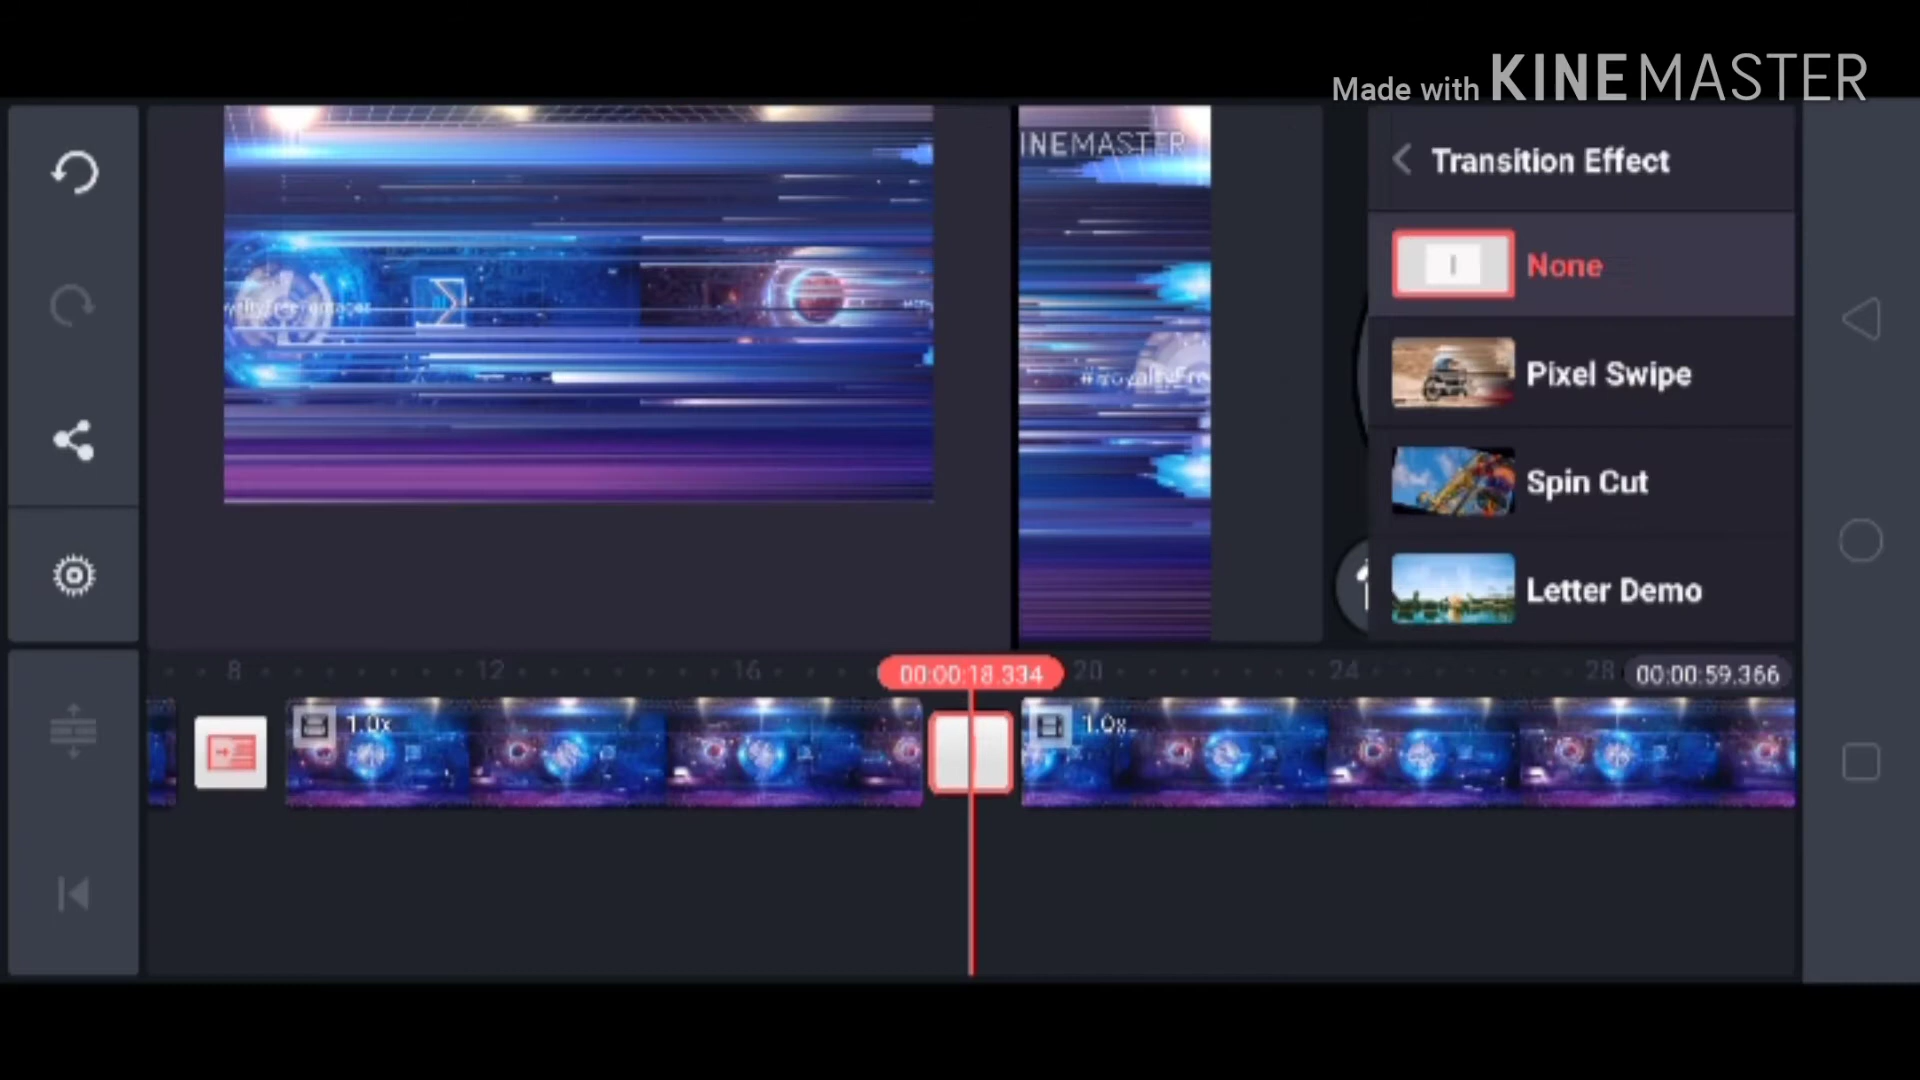 Made with KINEMASTER
INEMASTER
Transition Effect
None
Pixel Swipe
Spin Cut
Letter Demo
8 12 16 00:00:18.334 20 24 28 00:00:59.366
1.0x 1.0x